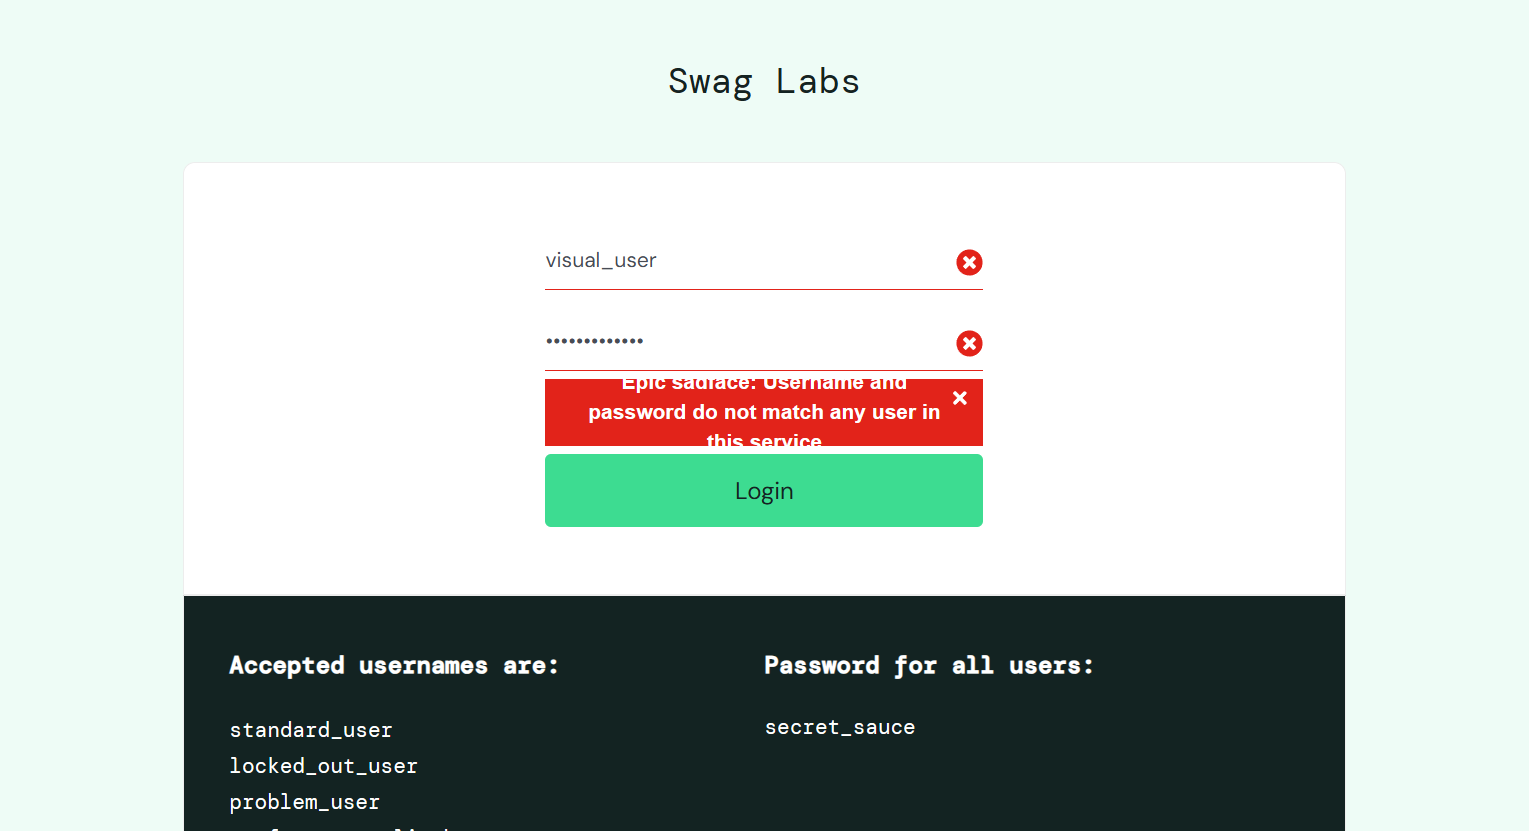 Swag Labs
visual_user
•••••••••••••
Epic sadface: Username and
password do not match any user in
this service
Login
Accepted usernames are:
standard_user
locked_out_user
problem_user
Password for all users:
secret_sauce